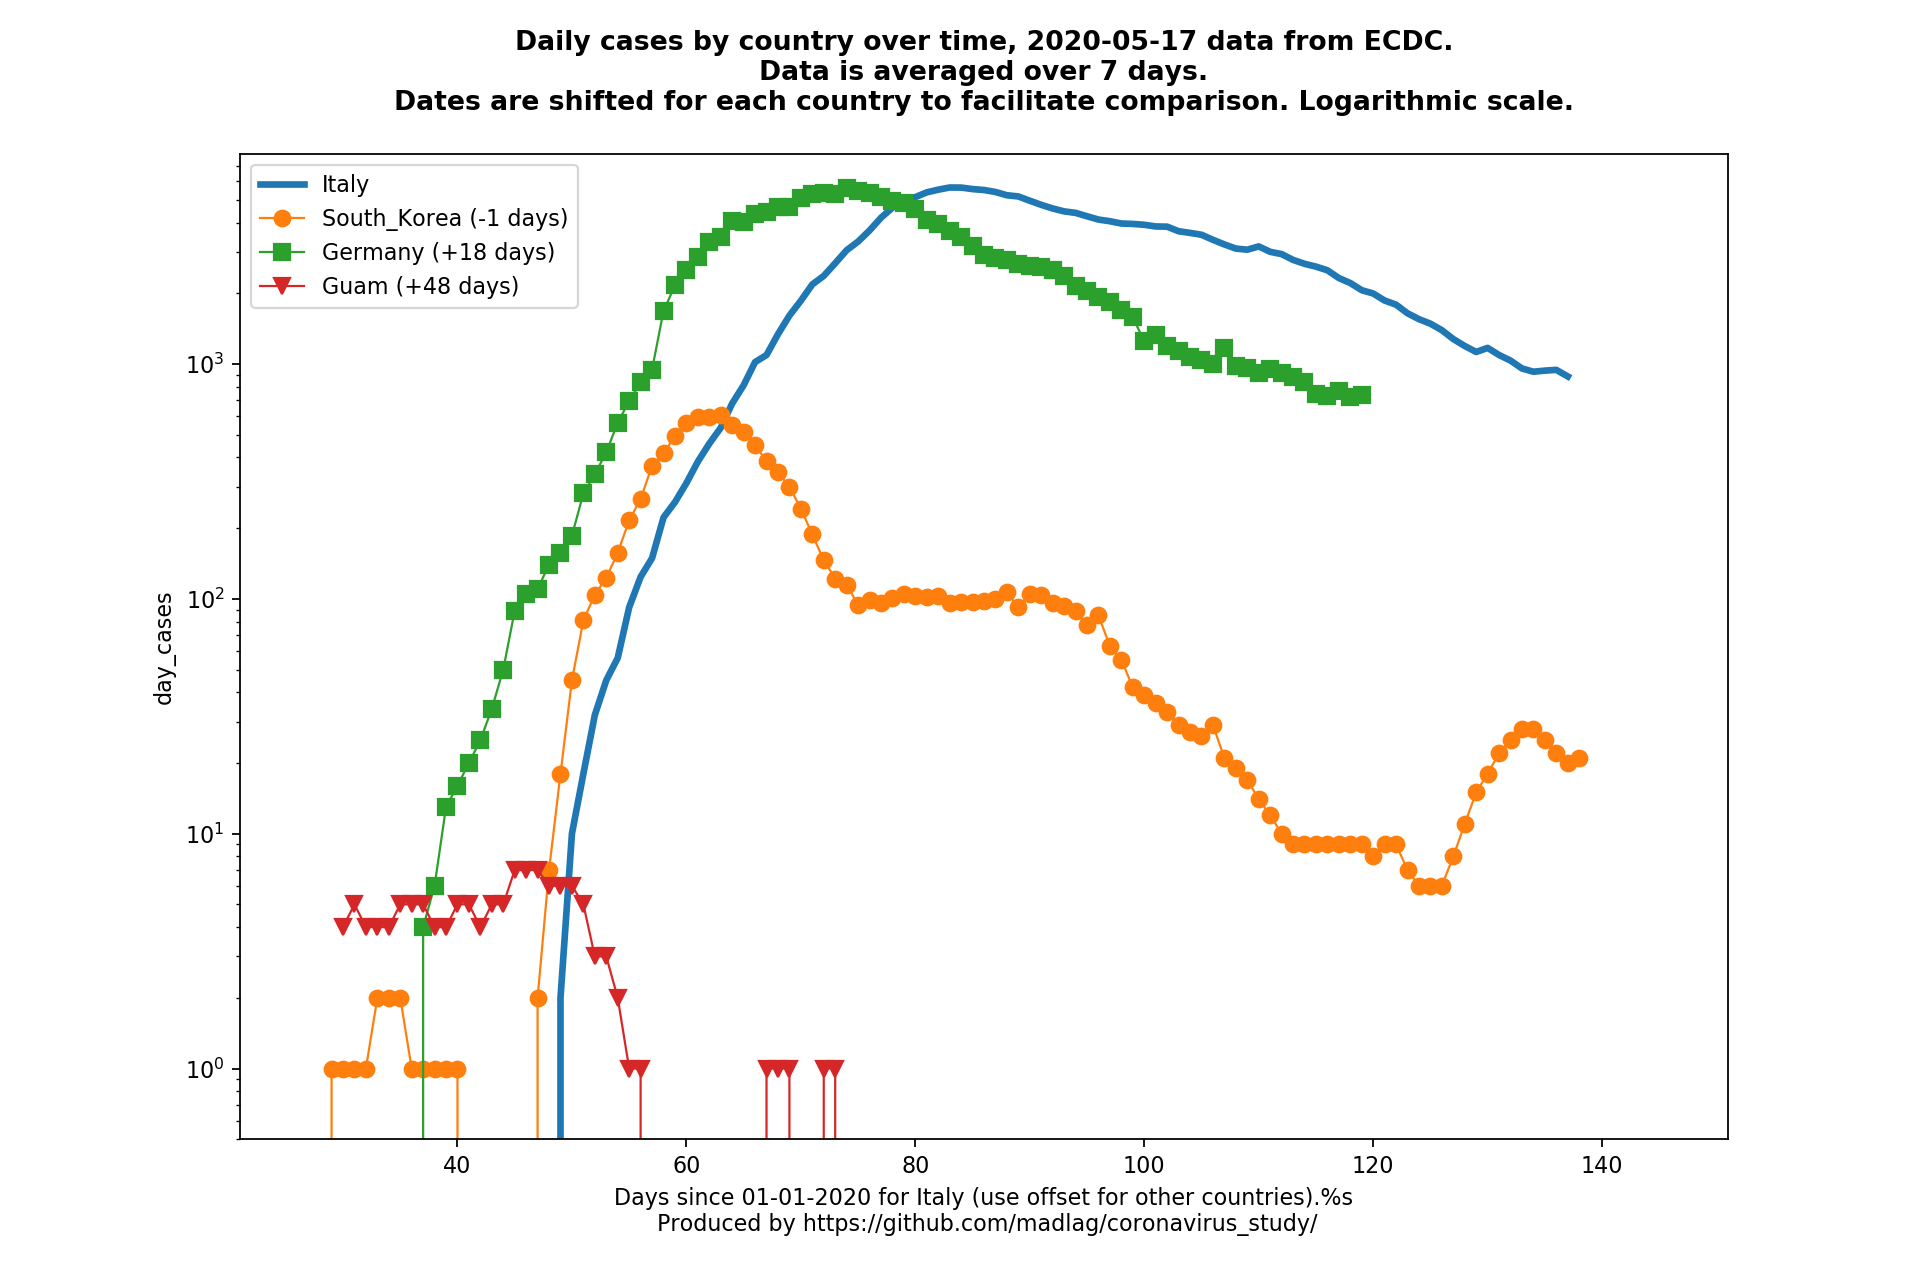 Daily cases by country over time, 2020-05-17 data from ECDC.
Data is averaged over 7 days.
Dates are shifted for each country to facilitate comparison. Logarithmic scale.
Italy
South_Korea (-1 days)
Germany (+18 days)
Guam (+48 days)
day_cases
10³
10²
10¹
10⁰
40 60 80 100 120 140
Days since 01-01-2020 for Italy (use offset for other countries).%s
Produced by https://github.com/madlag/coronavirus_study/